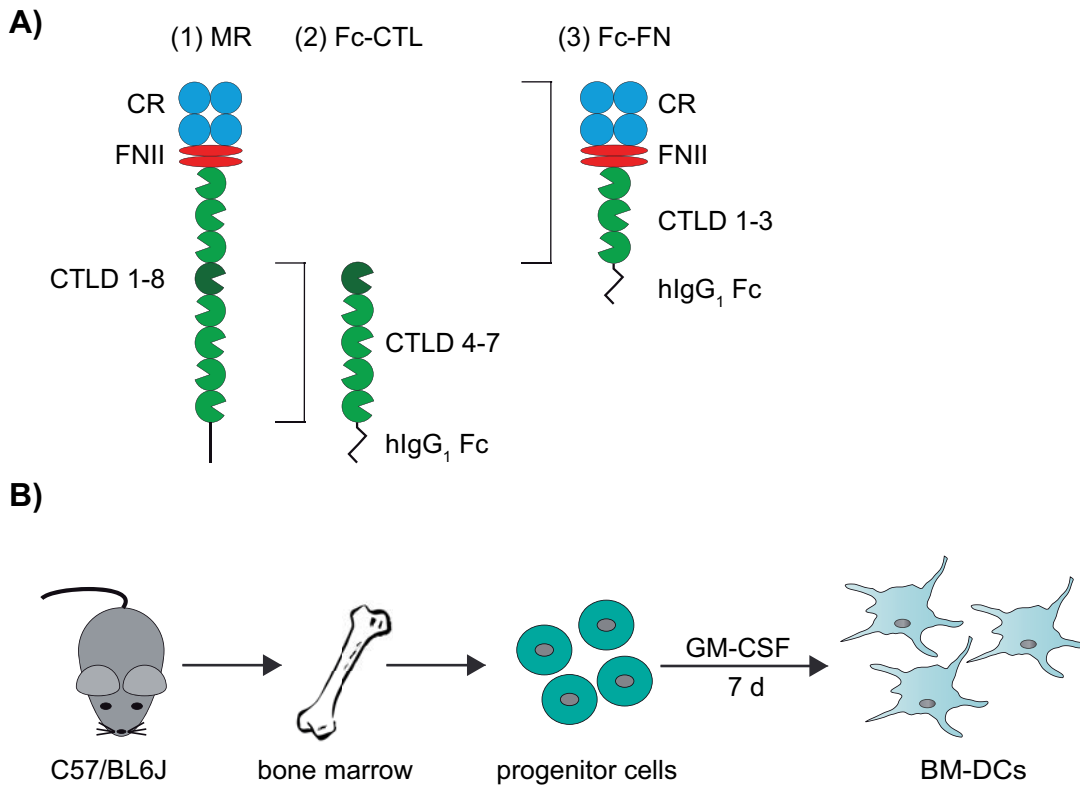 A)
(1) MR
(2) Fc-CTL
(3) Fc-FN
CR
FNII
CTLD 1-8
CTLD 4-7
hIgG₁ Fc
CR
FNII
CTLD 1-3
hIgG₁ Fc
B)
GM-CSF
7 d
C57/BL6J
bone marrow
progenitor cells
BM-DCs